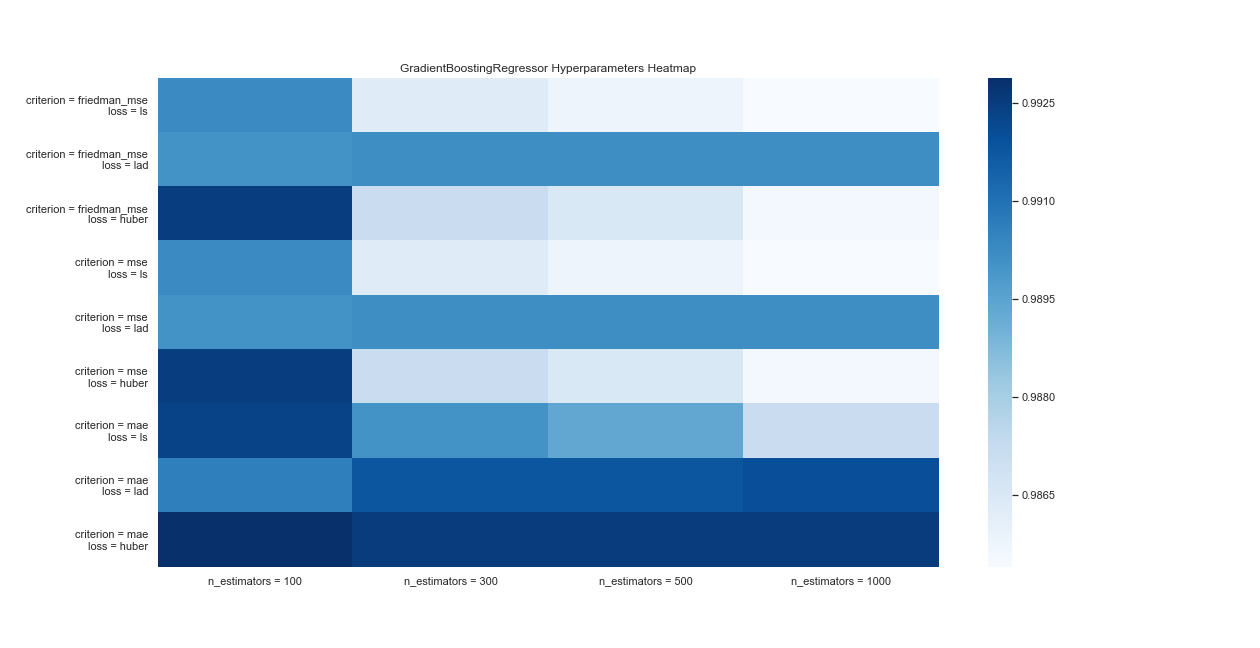 GradientBoostingRegressor Hyperparameters Heatmap
criterion = friedman_mse
loss = ls
criterion = friedman_mse
loss = lad
criterion = friedman_mse
loss = huber
criterion = mse
loss = ls
criterion = mse
loss = lad
criterion = mse
loss = huber
criterion = mae
loss = ls
criterion = mae
loss = lad
criterion = mae
loss = huber
n_estimators = 100
n_estimators = 300
n_estimators = 500
n_estimators = 1000
0.9925
0.9910
0.9895
0.9880
0.9865